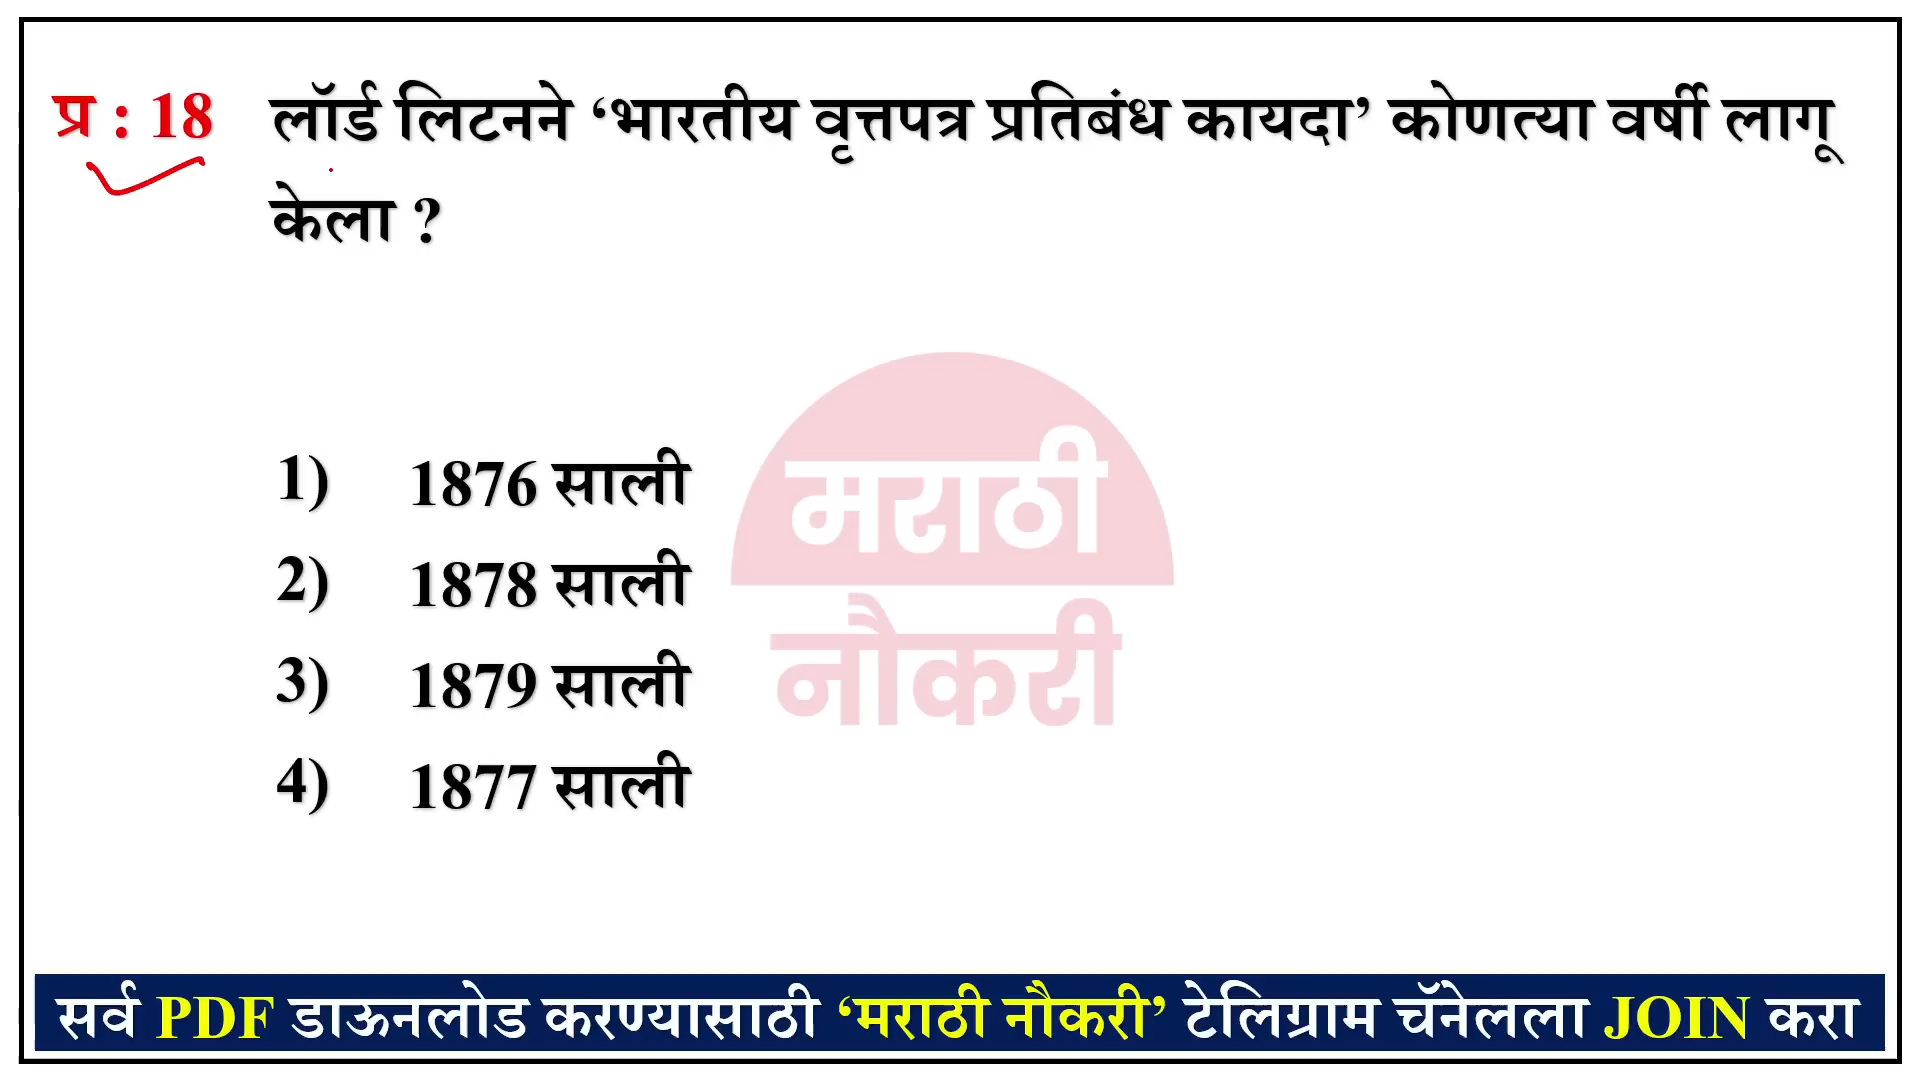 प्र : 18 लॉर्ड लिटनने ‘भारतीय वृत्तपत्र प्रतिबंध कायदा’ कोणत्या वर्षी लागू
केला ?
1) 1876 साली
2) 1878 साली
3) 1879 साली
4) 1877 साली
मराठी
नौकरी
सर्व PDF डाऊनलोड करण्यासाठी ‘मराठी नौकरी’ टेलिग्राम चॅनेलला JOIN करा